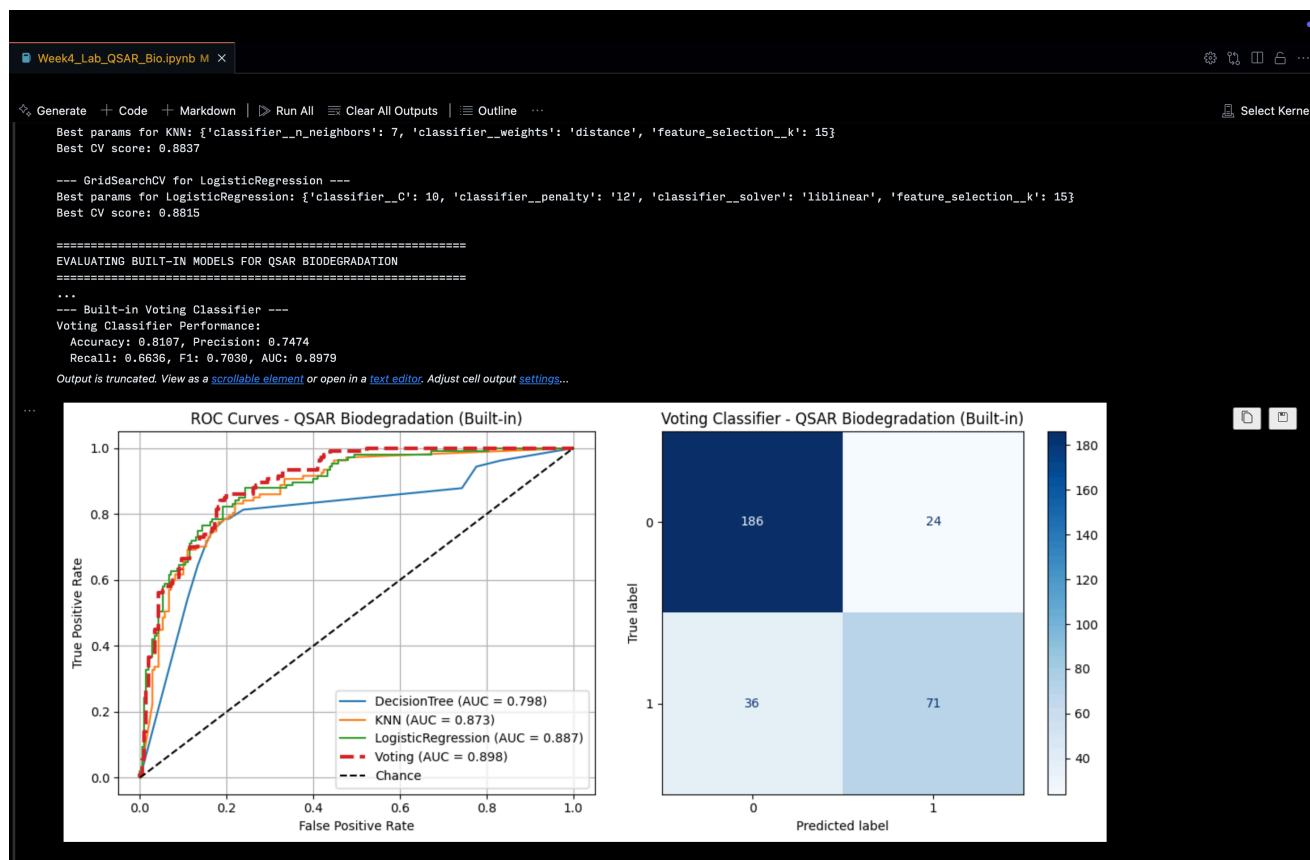 Week4_Lab_QSAR_Bio.ipynb M ×
Generate + Code + Markdown | Run All Clear All Outputs | Outline ...
Select Kerne
Best params for KNN: {'classifier__n_neighbors': 7, 'classifier__weights': 'distance', 'feature_selection__k': 15}
Best CV score: 0.8837
--- GridSearchCV for LogisticRegression ---
Best params for LogisticRegression: {'classifier__C': 10, 'classifier__penalty': 'l2', 'classifier__solver': 'liblinear', 'feature_selection__k': 15}
Best CV score: 0.8815
============================================================
EVALUATING BUILT-IN MODELS FOR QSAR BIODEGRADATION
============================================================
...
--- Built-in Voting Classifier ---
Voting Classifier Performance:
Accuracy: 0.8107, Precision: 0.7474
Recall: 0.6636, F1: 0.7030, AUC: 0.8979
Output is truncated. View as a scrollable element or open in a text editor. Adjust cell output settings...
...
ROC Curves - QSAR Biodegradation (Built-in)
True Positive Rate
1.0
0.8
0.6
0.4
0.2
0.0
DecisionTree (AUC = 0.798)
KNN (AUC = 0.873)
LogisticRegression (AUC = 0.887)
Voting (AUC = 0.898)
Chance
0.0 0.2 0.4 0.6 0.8 1.0
False Positive Rate
Voting Classifier - QSAR Biodegradation (Built-in)
True label
0
1
186 24
36 71
0 1
Predicted label
180
160
140
120
100
80
60
40